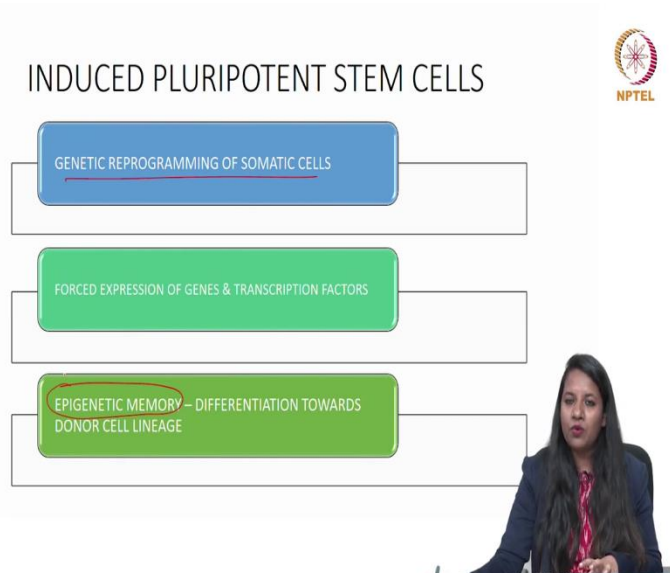 INDUCED PLURIPOTENT STEM CELLS
NPTEL
GENETIC REPROGRAMMING OF SOMATIC CELLS
FORCED EXPRESSION OF GENES & TRANSCRIPTION FACTORS
EPIGENETIC MEMORY – DIFFERENTIATION TOWARDS
DONOR CELL LINEAGE